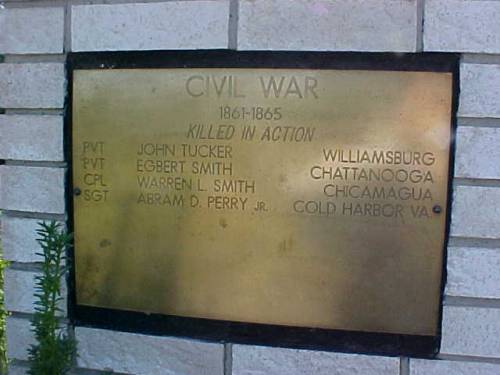 CIVIL WAR
1861-1865
KILLED IN ACTION
PVT JOHN TUCKER WILLIAMSBURG
PVT EGBERT SMITH CHATTANOOGA
CPL WARREN L. SMITH CHICAMAGUA
SGT ABRAM D. PERRY JR. COLD HARBOR VA